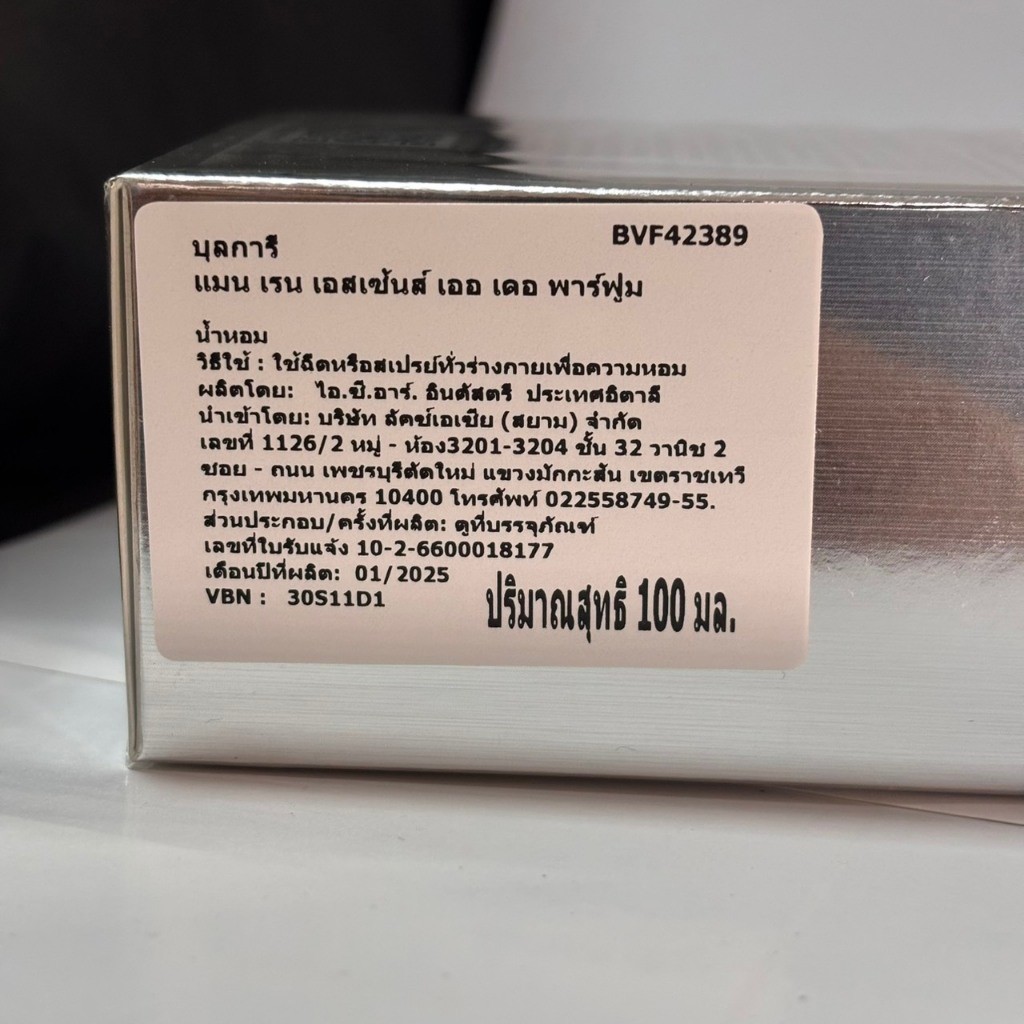 BVF42389
บุลการี
แมน เรน เอสเซ้นส์ เออ เดอ พาร์ฟูม
น้ำหอม
วิธีใช้ : ใช้ฉีดหรือสเปรย์ทั่วร่างกายเพื่อความหอม
ผลิตโดย: ไอ.ซี.อาร์. อินดัสตรี ประเทศอิตาลี
นำเข้าโดย: บริษัท ลัคซ์เอเซีย (สยาม) จำกัด
เลขที่ 1126/2 หมู่ - ห้อง3201-3204 ชั้น 32 วานิช 2
ซอย - ถนน เพชรบุรีตัดใหม่ แขวงมักกะสัน เขตราชเทวี
กรุงเทพมหานคร 10400 โทรศัพท์ 022558749-55.
ส่วนประกอบ/ครั้งที่ผลิต: ดูที่บรรจุภัณฑ์
เลขที่ใบรับแจ้ง 10-2-6600018177
เดือนปีที่ผลิต: 01/2025
VBN : 30S11D1
ปริมาณสุทธิ 100 มล.